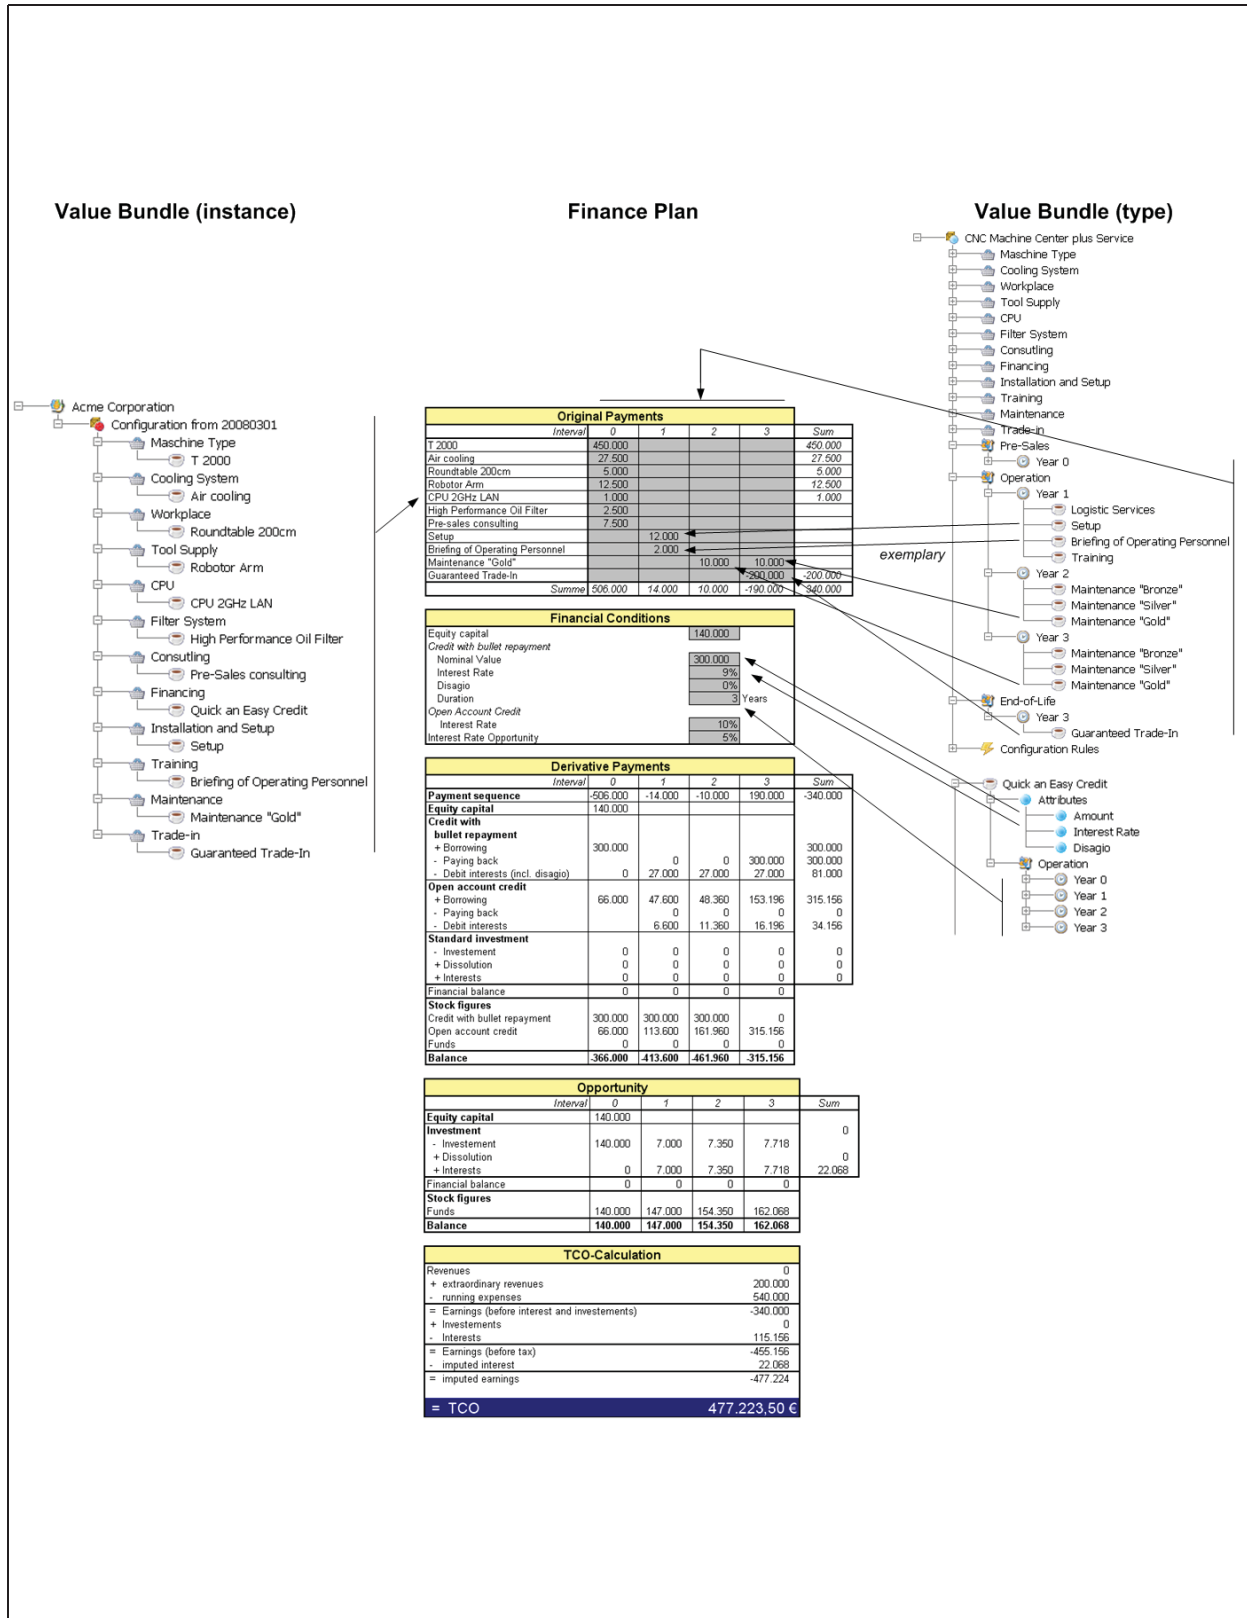 Value Bundle (instance)
Finance Plan
Value Bundle (type)
Acme Corporation
Configuration from 20080301
Maschine Type
T 2000
Cooling System
Air cooling
Workplace
Roundtable 200cm
Tool Supply
Robotor Arm
CPU
CPU 2GHz LAN
Filter System
High Performance Oil Filter
Consutling
Pre-Sales consulting
Financing
Quick an Easy Credit
Installation and Setup
Setup
Training
Briefing of Operating Personnel
Maintenance
Maintenance "Gold"
Trade-in
Guaranteed Trade-In
Original Payments
Interval 0 1 2 3 Sum
T 2000 450.000 450.000
Air cooling 27.500 27.500
Roundtable 200cm 5.000 5.000
Robotor Arm 12.500 12.500
CPU 2GHz LAN 1.000 1.000
High Performance Oil Filter 2.500
Pre-sales consulting 7.500
Setup 12.000
Briefing of Operating Personnel 2.000
Maintenance "Gold" 10.000 10.000
Guaranteed Trade-In -200.000 -200.000
Summe 506.000 14.000 10.000 -190.000 340.000
Financial Conditions
Equity capital 140.000
Credit with bullet repayment
Nominal Value 300.000
Interest Rate 9%
Disagio 0%
Duration 3 Years
Open Account Credit
Interest Rate 10%
Interest Rate Opportunity 5%
Derivative Payments
Interval 0 1 2 3 Sum
Payment sequence -506.000 -14.000 -10.000 190.000 -340.000
Equity capital 140.000
Credit with
bullet repayment
+ Borrowing 300.000 300.000
- Paying back 0 0 300.000 300.000
- Debit interests (incl. disagio) 0 27.000 27.000 27.000 81.000
Open account credit
+ Borrowing 66.000 47.600 48.360 153.196 315.156
- Paying back 0 0 0 0
- Debit interests 6.600 11.360 16.196 34.156
Standard investment
- Investement 0 0 0 0 0
+ Dissolution 0 0 0 0 0
+ Interests 0 0 0 0 0
Financial balance 0 0 0 0
Stock figures
Credit with bullet repayment 300.000 300.000 300.000 0
Open account credit 66.000 113.600 161.960 315.156
Funds 0 0 0 0
Balance -366.000 -413.600 -461.960 -315.156
Opportunity
Interval 0 1 2 3 Sum
Equity capital 140.000
Investment 0
- Investement 140.000 7.000 7.350 7.718
+ Dissolution 0
+ Interests 0 7.000 7.350 7.718 22.068
Financial balance 0 0 0 0
Stock figures
Funds 140.000 147.000 154.350 162.068
Balance 140.000 147.000 154.350 162.068
TCO-Calculation
Revenues 0
+ extraordinary revenues 200.000
- running expenses 540.000
= Earnings (before interest and investements) -340.000
+ Investements 0
- Interests 115.156
= Earnings (before tax) -455.156
- imputed interest 22.068
= imputed earnings -477.224
= TCO 477.223,50 €
exemplary
CNC Machine Center plus Service
Maschine Type
Cooling System
Workplace
Tool Supply
CPU
Filter System
Consutling
Financing
Installation and Setup
Training
Maintenance
Trade-in
Pre-Sales
Year 0
Operation
Year 1
Logistic Services
Setup
Briefing of Operating Personnel
Training
Year 2
Maintenance "Bronze"
Maintenance "Silver"
Maintenance "Gold"
Year 3
Maintenance "Bronze"
Maintenance "Silver"
Maintenance "Gold"
End-of-Life
Year 3
Guaranteed Trade-In
Configuration Rules
Quick an Easy Credit
Attributes
Amount
Interest Rate
Disagio
Operation
Year 0
Year 1
Year 2
Year 3